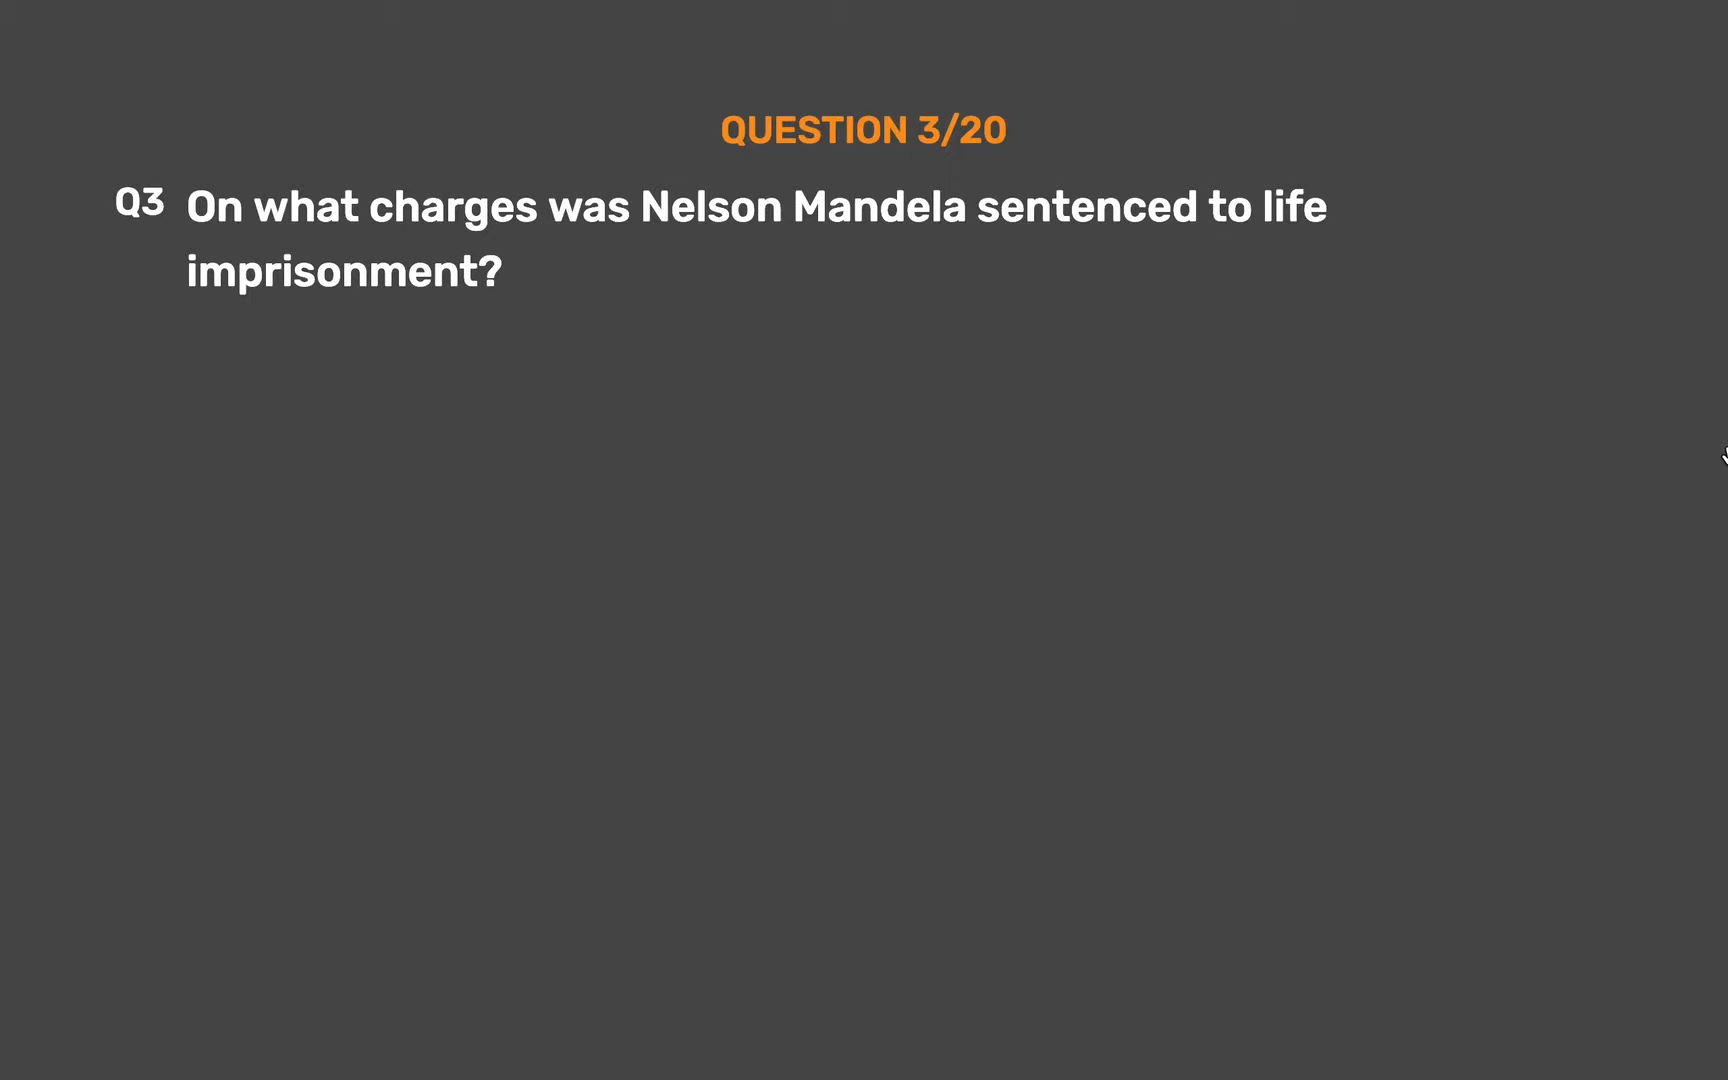 QUESTION 3/20
Q3 On what charges was Nelson Mandela sentenced to life
imprisonment?